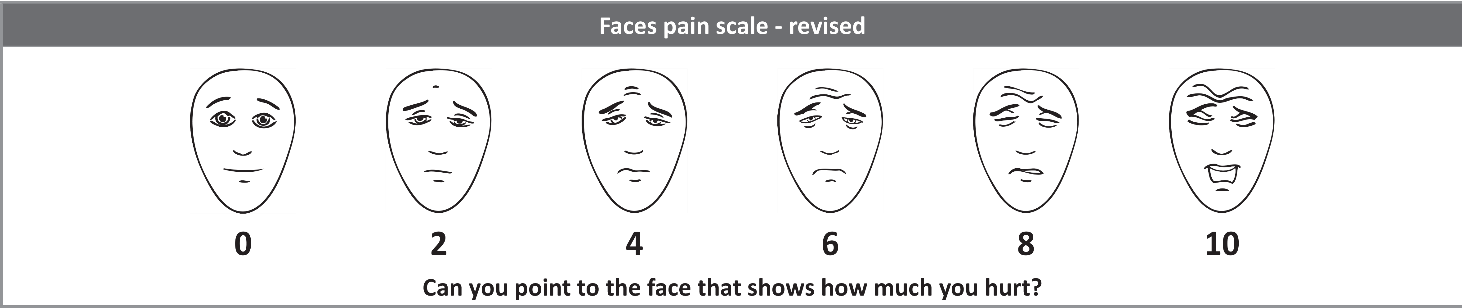 Faces pain scale - revised
0 2 4 6 8 10
Can you point to the face that shows how much you hurt?